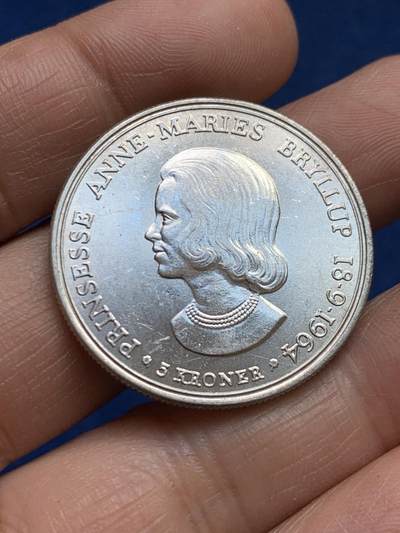 PRINSESSE ANNE-MARIES BRYLLUP 18-9-1964
5 KRONER